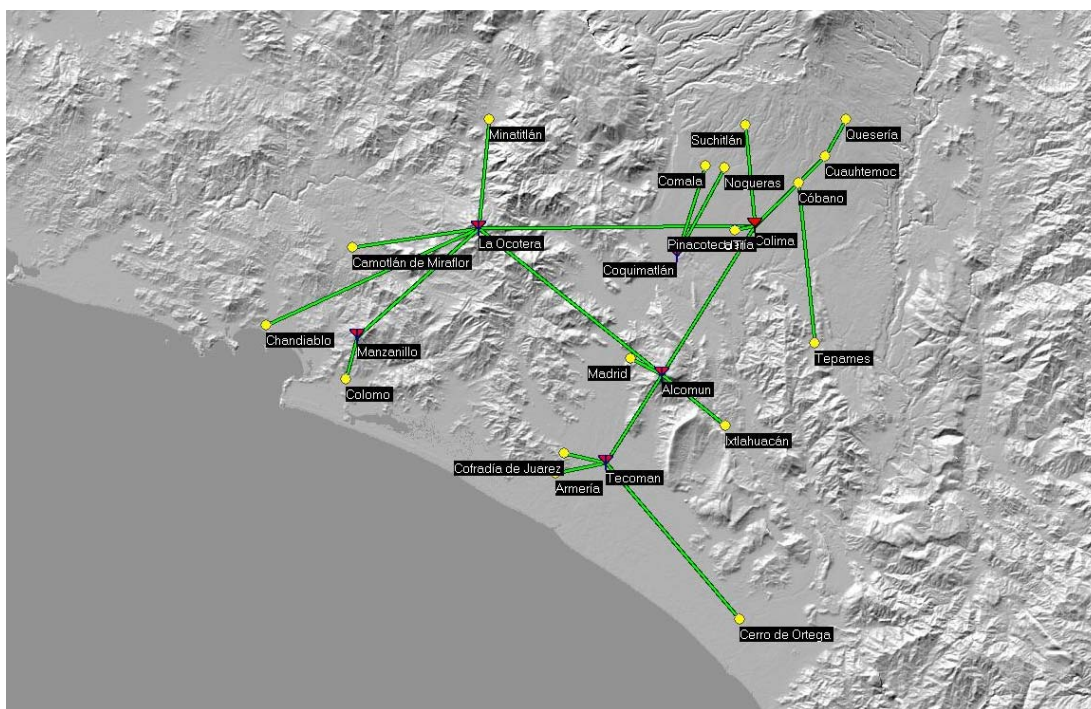 Minatitlán
Quesería
Suchitlán
Cuauhtemoc
Comala
Nogueras
Cóbano
La Ocotera
Pinacoteca
Colima
Camotlán de Miraflor
Coquimatlán
Chandiablo
Manzanillo
Tepames
Madrid
Alcomun
Colomo
Ixtlahuacán
Cofradía de Juarez
Tecoman
Armería
Cerro de Ortega